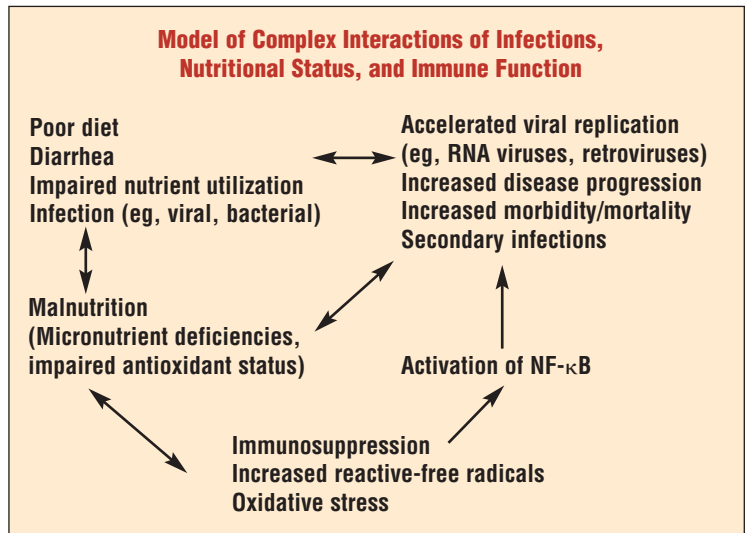 Model of Complex Interactions of Infections,
Nutritional Status, and Immune Function
Poor diet
Diarrhea
Impaired nutrient utilization
Infection (eg, viral, bacterial)
Accelerated viral replication
(eg, RNA viruses, retroviruses)
Increased disease progression
Increased morbidity/mortality
Secondary infections
Malnutrition
(Micronutrient deficiencies,
impaired antioxidant status)
Activation of NF-κB
Immunosuppression
Increased reactive-free radicals
Oxidative stress